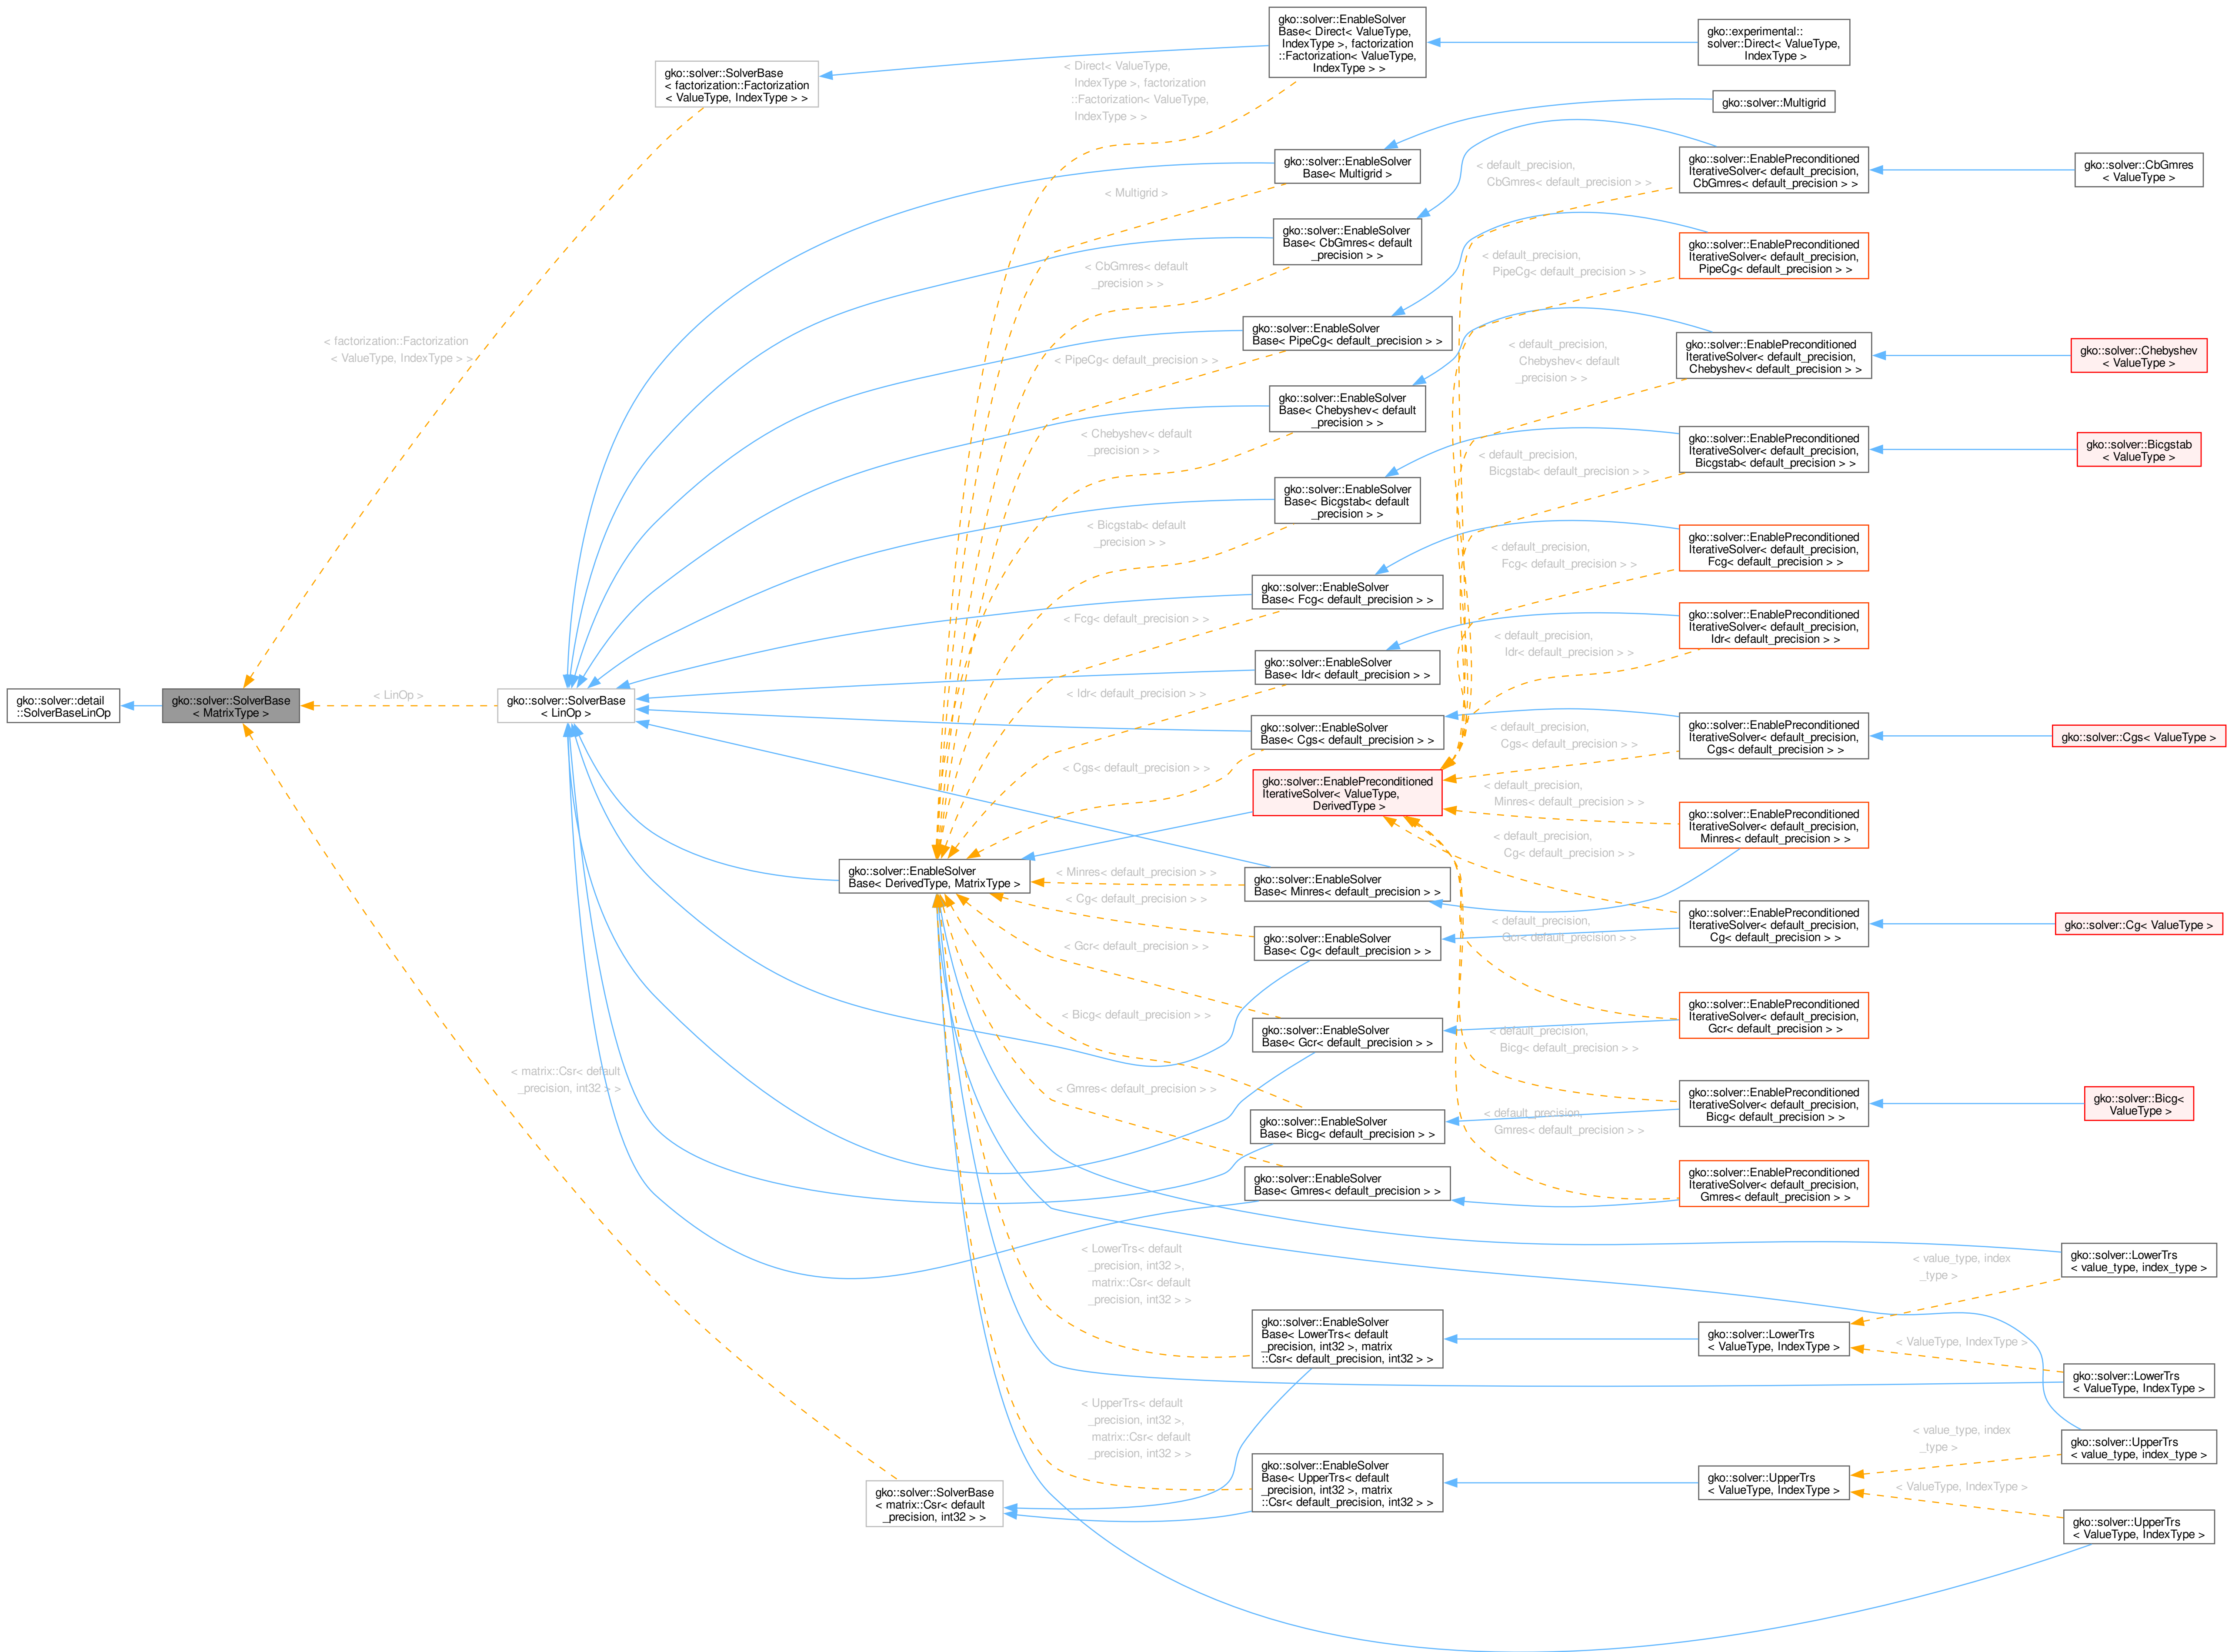 gko::solver::detail
::SolverBaseLinOp
gko::solver::SolverBase
< MatrixType >
< factorization::Factorization
< ValueType, IndexType > >
< LinOp >
< matrix::Csr< default
_precision, int32 > >
gko::solver::SolverBase
< factorization::Factorization
< ValueType, IndexType > >
gko::solver::SolverBase
< LinOp >
gko::solver::SolverBase
< matrix::Csr< default
_precision, int32 > >
gko::solver::EnableSolver
Base< DerivedType, MatrixType >
< Direct< ValueType,
IndexType >, factorization
::Factorization< ValueType,
IndexType > >
< Multigrid >
< CbGmres< default
_precision > >
< PipeCg< default_precision > >
< Chebyshev< default
_precision > >
< Bicgstab< default
_precision > >
< Fcg< default_precision > >
< Idr< default_precision > >
< Cgs< default_precision > >
< Minres< default_precision > >
< Cg< default_precision > >
< Gcr< default_precision > >
< Bicg< default_precision > >
< Gmres< default_precision > >
< LowerTrs< default
_precision, int32 >,
matrix::Csr< default
_precision, int32 > >
< UpperTrs< default
_precision, int32 >,
matrix::Csr< default
_precision, int32 > >
gko::solver::EnableSolver
Base< Direct< ValueType,
IndexType >, factorization
::Factorization< ValueType,
IndexType > >
gko::solver::EnableSolver
Base< Multigrid >
gko::solver::EnableSolver
Base< CbGmres< default
_precision > >
gko::solver::EnableSolver
Base< PipeCg< default_precision > >
gko::solver::EnableSolver
Base< Chebyshev< default
_precision > >
gko::solver::EnableSolver
Base< Bicgstab< default
_precision > >
gko::solver::EnableSolver
Base< Fcg< default_precision > >
gko::solver::EnableSolver
Base< Idr< default_precision > >
gko::solver::EnableSolver
Base< Cgs< default_precision > >
gko::solver::EnablePreconditioned
IterativeSolver< ValueType,
DerivedType >
gko::solver::EnableSolver
Base< Minres< default_precision > >
gko::solver::EnableSolver
Base< Cg< default_precision > >
gko::solver::EnableSolver
Base< Gcr< default_precision > >
gko::solver::EnableSolver
Base< Bicg< default_precision > >
gko::solver::EnableSolver
Base< Gmres< default_precision > >
gko::solver::EnableSolver
Base< LowerTrs< default
_precision, int32 >, matrix
::Csr< default_precision, int32 > >
gko::solver::EnableSolver
Base< UpperTrs< default
_precision, int32 >, matrix
::Csr< default_precision, int32 > >
< default_precision,
CbGmres< default_precision > >
< default_precision,
PipeCg< default_precision > >
< default_precision,
Chebyshev< default
_precision > >
< default_precision,
Bicgstab< default_precision > >
< default_precision,
Fcg< default_precision > >
< default_precision,
Idr< default_precision > >
< default_precision,
Cgs< default_precision > >
< default_precision,
Minres< default_precision > >
< default_precision,
Cg< default_precision > >
< default_precision,
Gcr< default_precision > >
< default_precision,
Bicg< default_precision > >
< default_precision,
Gmres< default_precision > >
gko::experimental::
solver::Direct< ValueType,
IndexType >
gko::solver::Multigrid
gko::solver::EnablePreconditioned
IterativeSolver< default_precision,
CbGmres< default_precision > >
gko::solver::EnablePreconditioned
IterativeSolver< default_precision,
PipeCg< default_precision > >
gko::solver::EnablePreconditioned
IterativeSolver< default_precision,
Chebyshev< default_precision > >
gko::solver::EnablePreconditioned
IterativeSolver< default_precision,
Bicgstab< default_precision > >
gko::solver::EnablePreconditioned
IterativeSolver< default_precision,
Fcg< default_precision > >
gko::solver::EnablePreconditioned
IterativeSolver< default_precision,
Idr< default_precision > >
gko::solver::EnablePreconditioned
IterativeSolver< default_precision,
Cgs< default_precision > >
gko::solver::EnablePreconditioned
IterativeSolver< default_precision,
Minres< default_precision > >
gko::solver::EnablePreconditioned
IterativeSolver< default_precision,
Cg< default_precision > >
gko::solver::EnablePreconditioned
IterativeSolver< default_precision,
Gcr< default_precision > >
gko::solver::EnablePreconditioned
IterativeSolver< default_precision,
Bicg< default_precision > >
gko::solver::EnablePreconditioned
IterativeSolver< default_precision,
Gmres< default_precision > >
gko::solver::LowerTrs
< ValueType, IndexType >
gko::solver::UpperTrs
< ValueType, IndexType >
< value_type, index
_type >
< ValueType, IndexType >
< value_type, index
_type >
< ValueType, IndexType >
gko::solver::CbGmres
< ValueType >
gko::solver::Chebyshev
< ValueType >
gko::solver::Bicgstab
< ValueType >
gko::solver::Cgs< ValueType >
gko::solver::Cg< ValueType >
gko::solver::Bicg<
ValueType >
gko::solver::LowerTrs
< value_type, index_type >
gko::solver::LowerTrs
< ValueType, IndexType >
gko::solver::UpperTrs
< value_type, index_type >
gko::solver::UpperTrs
< ValueType, IndexType >